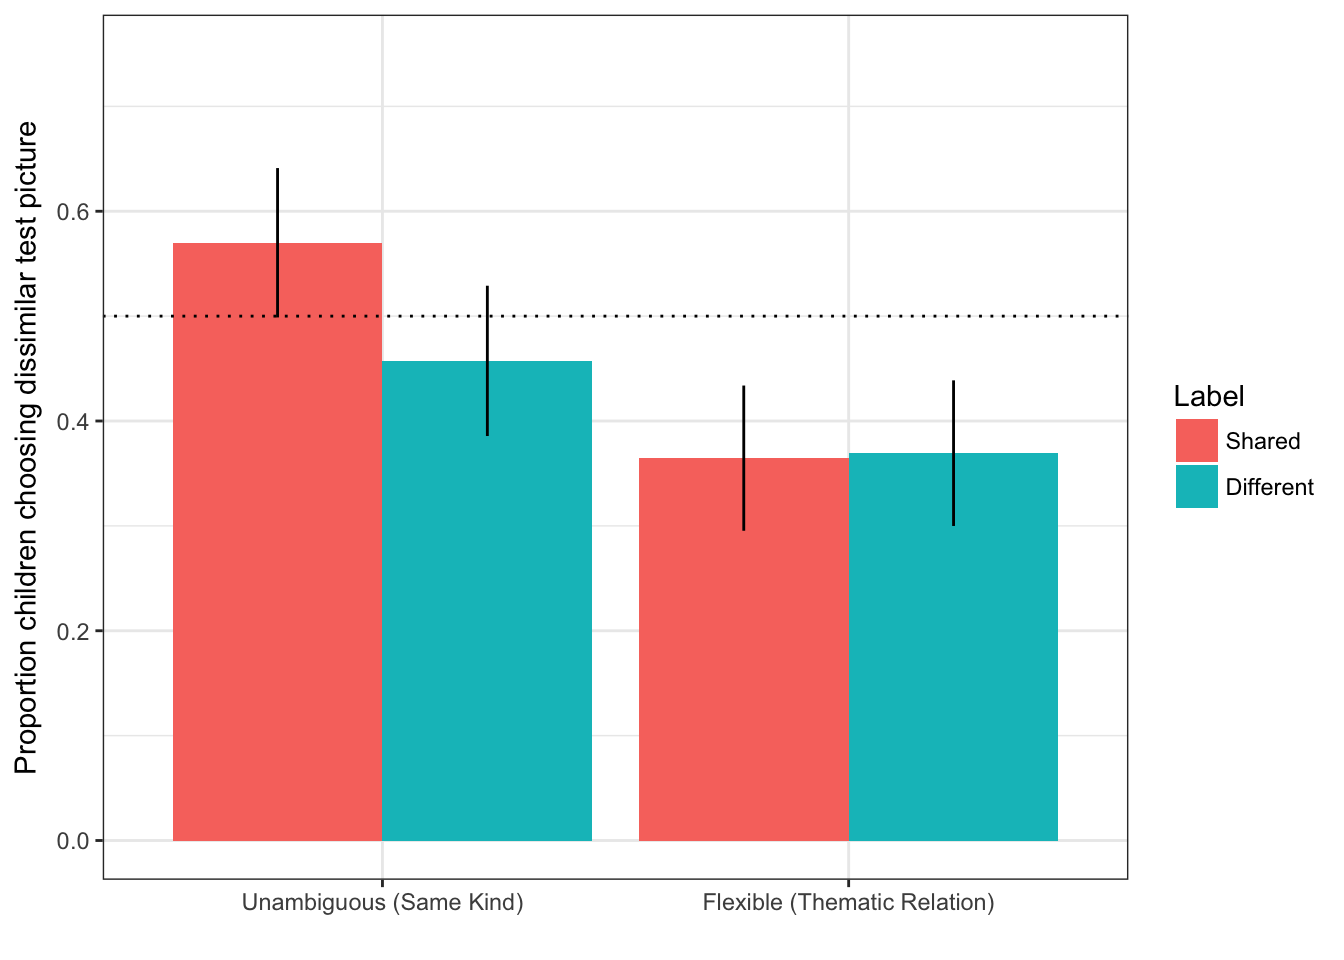 Proportion children choosing dissimilar test picture
0.6
0.4
0.2
0.0
Unambiguous (Same Kind)
Flexible (Thematic Relation)
Label
Shared
Different